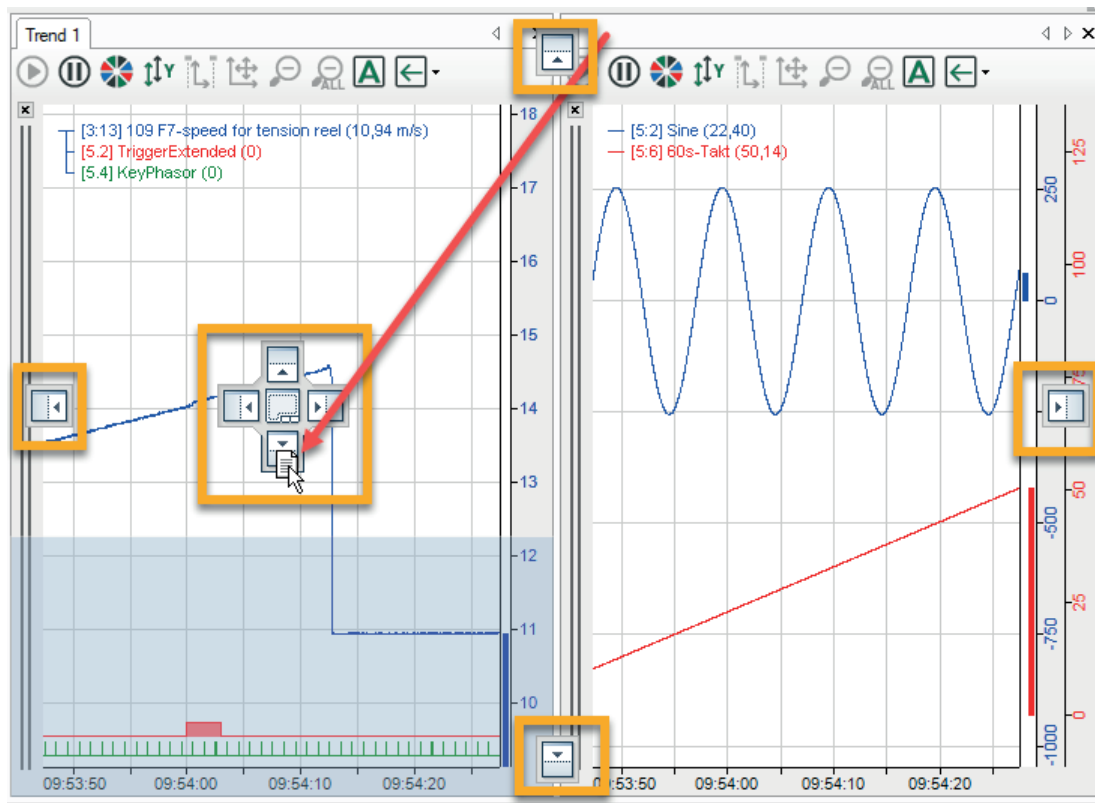 Trend 1
Y
ALL
A
Y
ALL
A
[3:13] 109 F7-speed for tension reel (10,94 m/s)
[5.2] TriggerExtended (0)
[5.4] KeyPhasor (0)
18
17
16
15
14
13
12
11
10
09:53:50
09:54:00
09:54:10
09:54:20
[5:2] Sine (22,40)
[5:6] 60s-Takt (50,14)
250
0
-500
-750
-1000
125
100
75
50
25
0
09:53:50
09:54:00
09:54:10
09:54:20